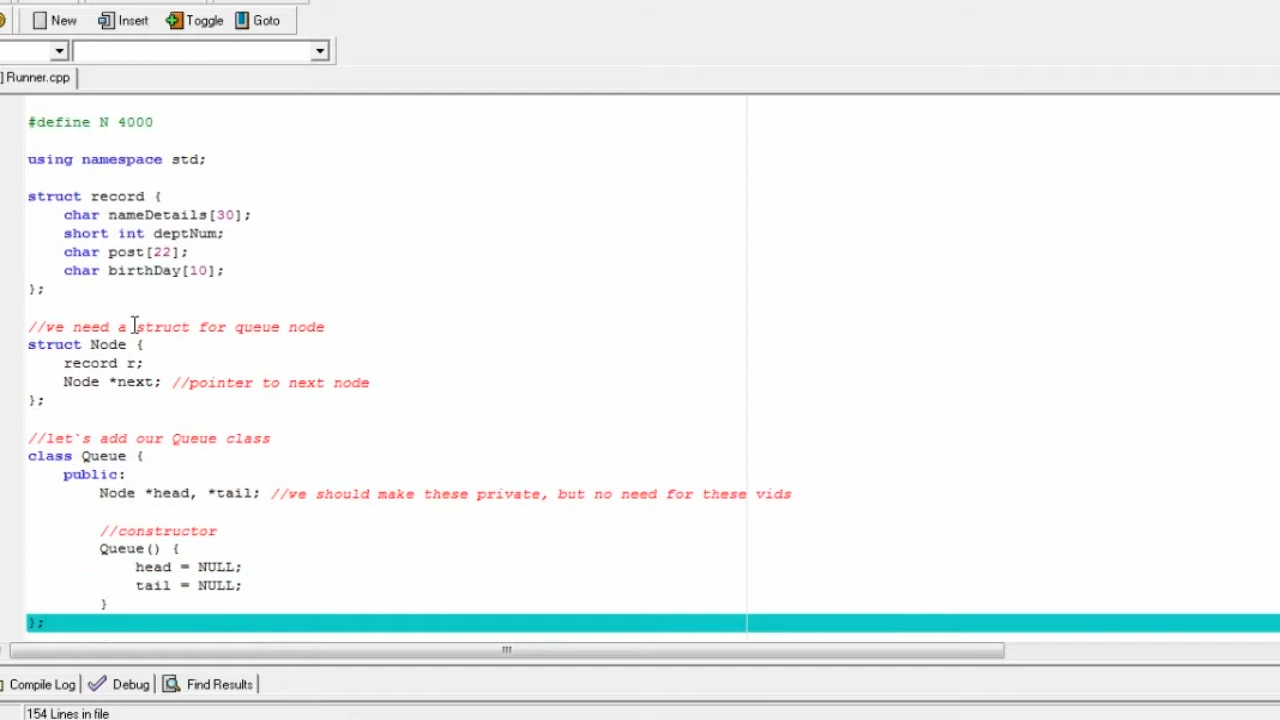 New Insert Toggle Goto
] Runner.cpp
#define N 4000
using namespace std;
struct record {
char nameDetails[30];
short int deptNum;
char post[22];
char birthDay[10];
};
//we need a struct for queue node
struct Node {
record r;
Node *next; //pointer to next node
};
//let`s add our Queue class
class Queue {
public:
Node *head, *tail; //we should make these private, but no need for these vids
//constructor
Queue() {
head = NULL;
tail = NULL;
}
};
Compile Log Debug Find Results
154 Lines in file